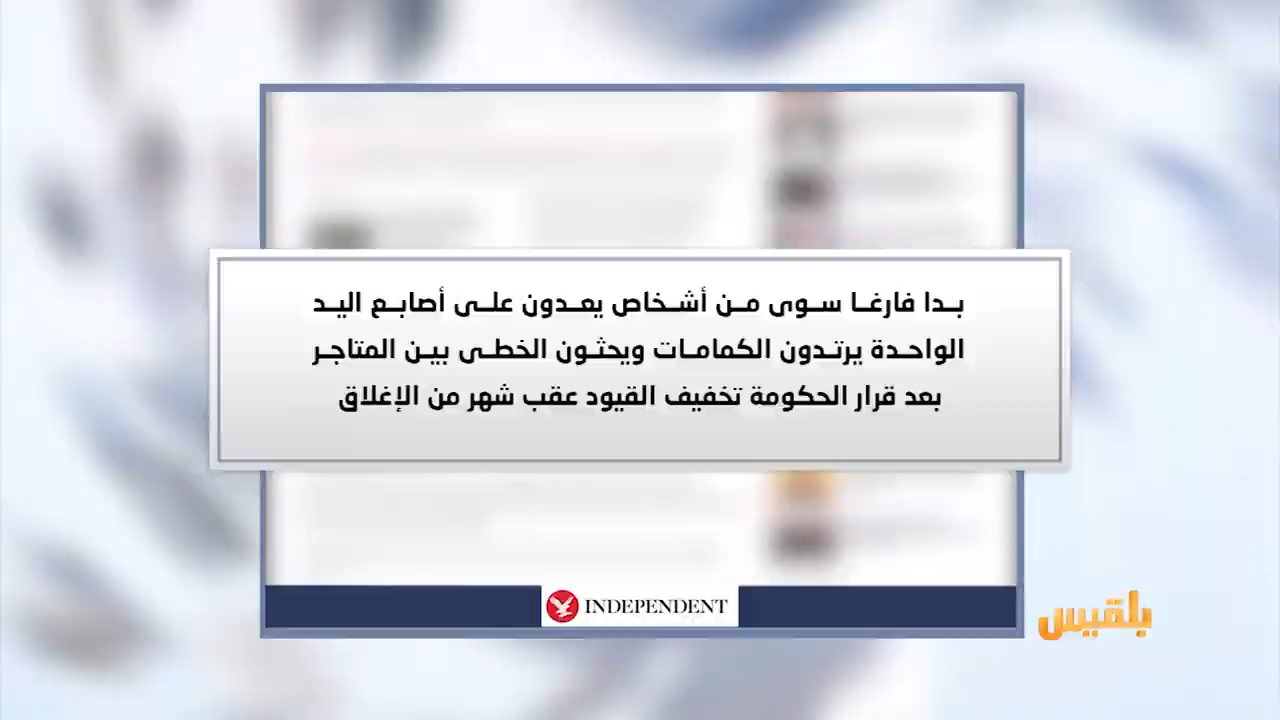 بدا فارغا سوى من أشخاص يعدون على أصابع اليد
الواحدة يرتدون الكمامات ويحثون الخطى بين المتاجر
بعد قرار الحكومة تخفيف القيود عقب شهر من الإغلاق
INDEPENDENT
بلقيس